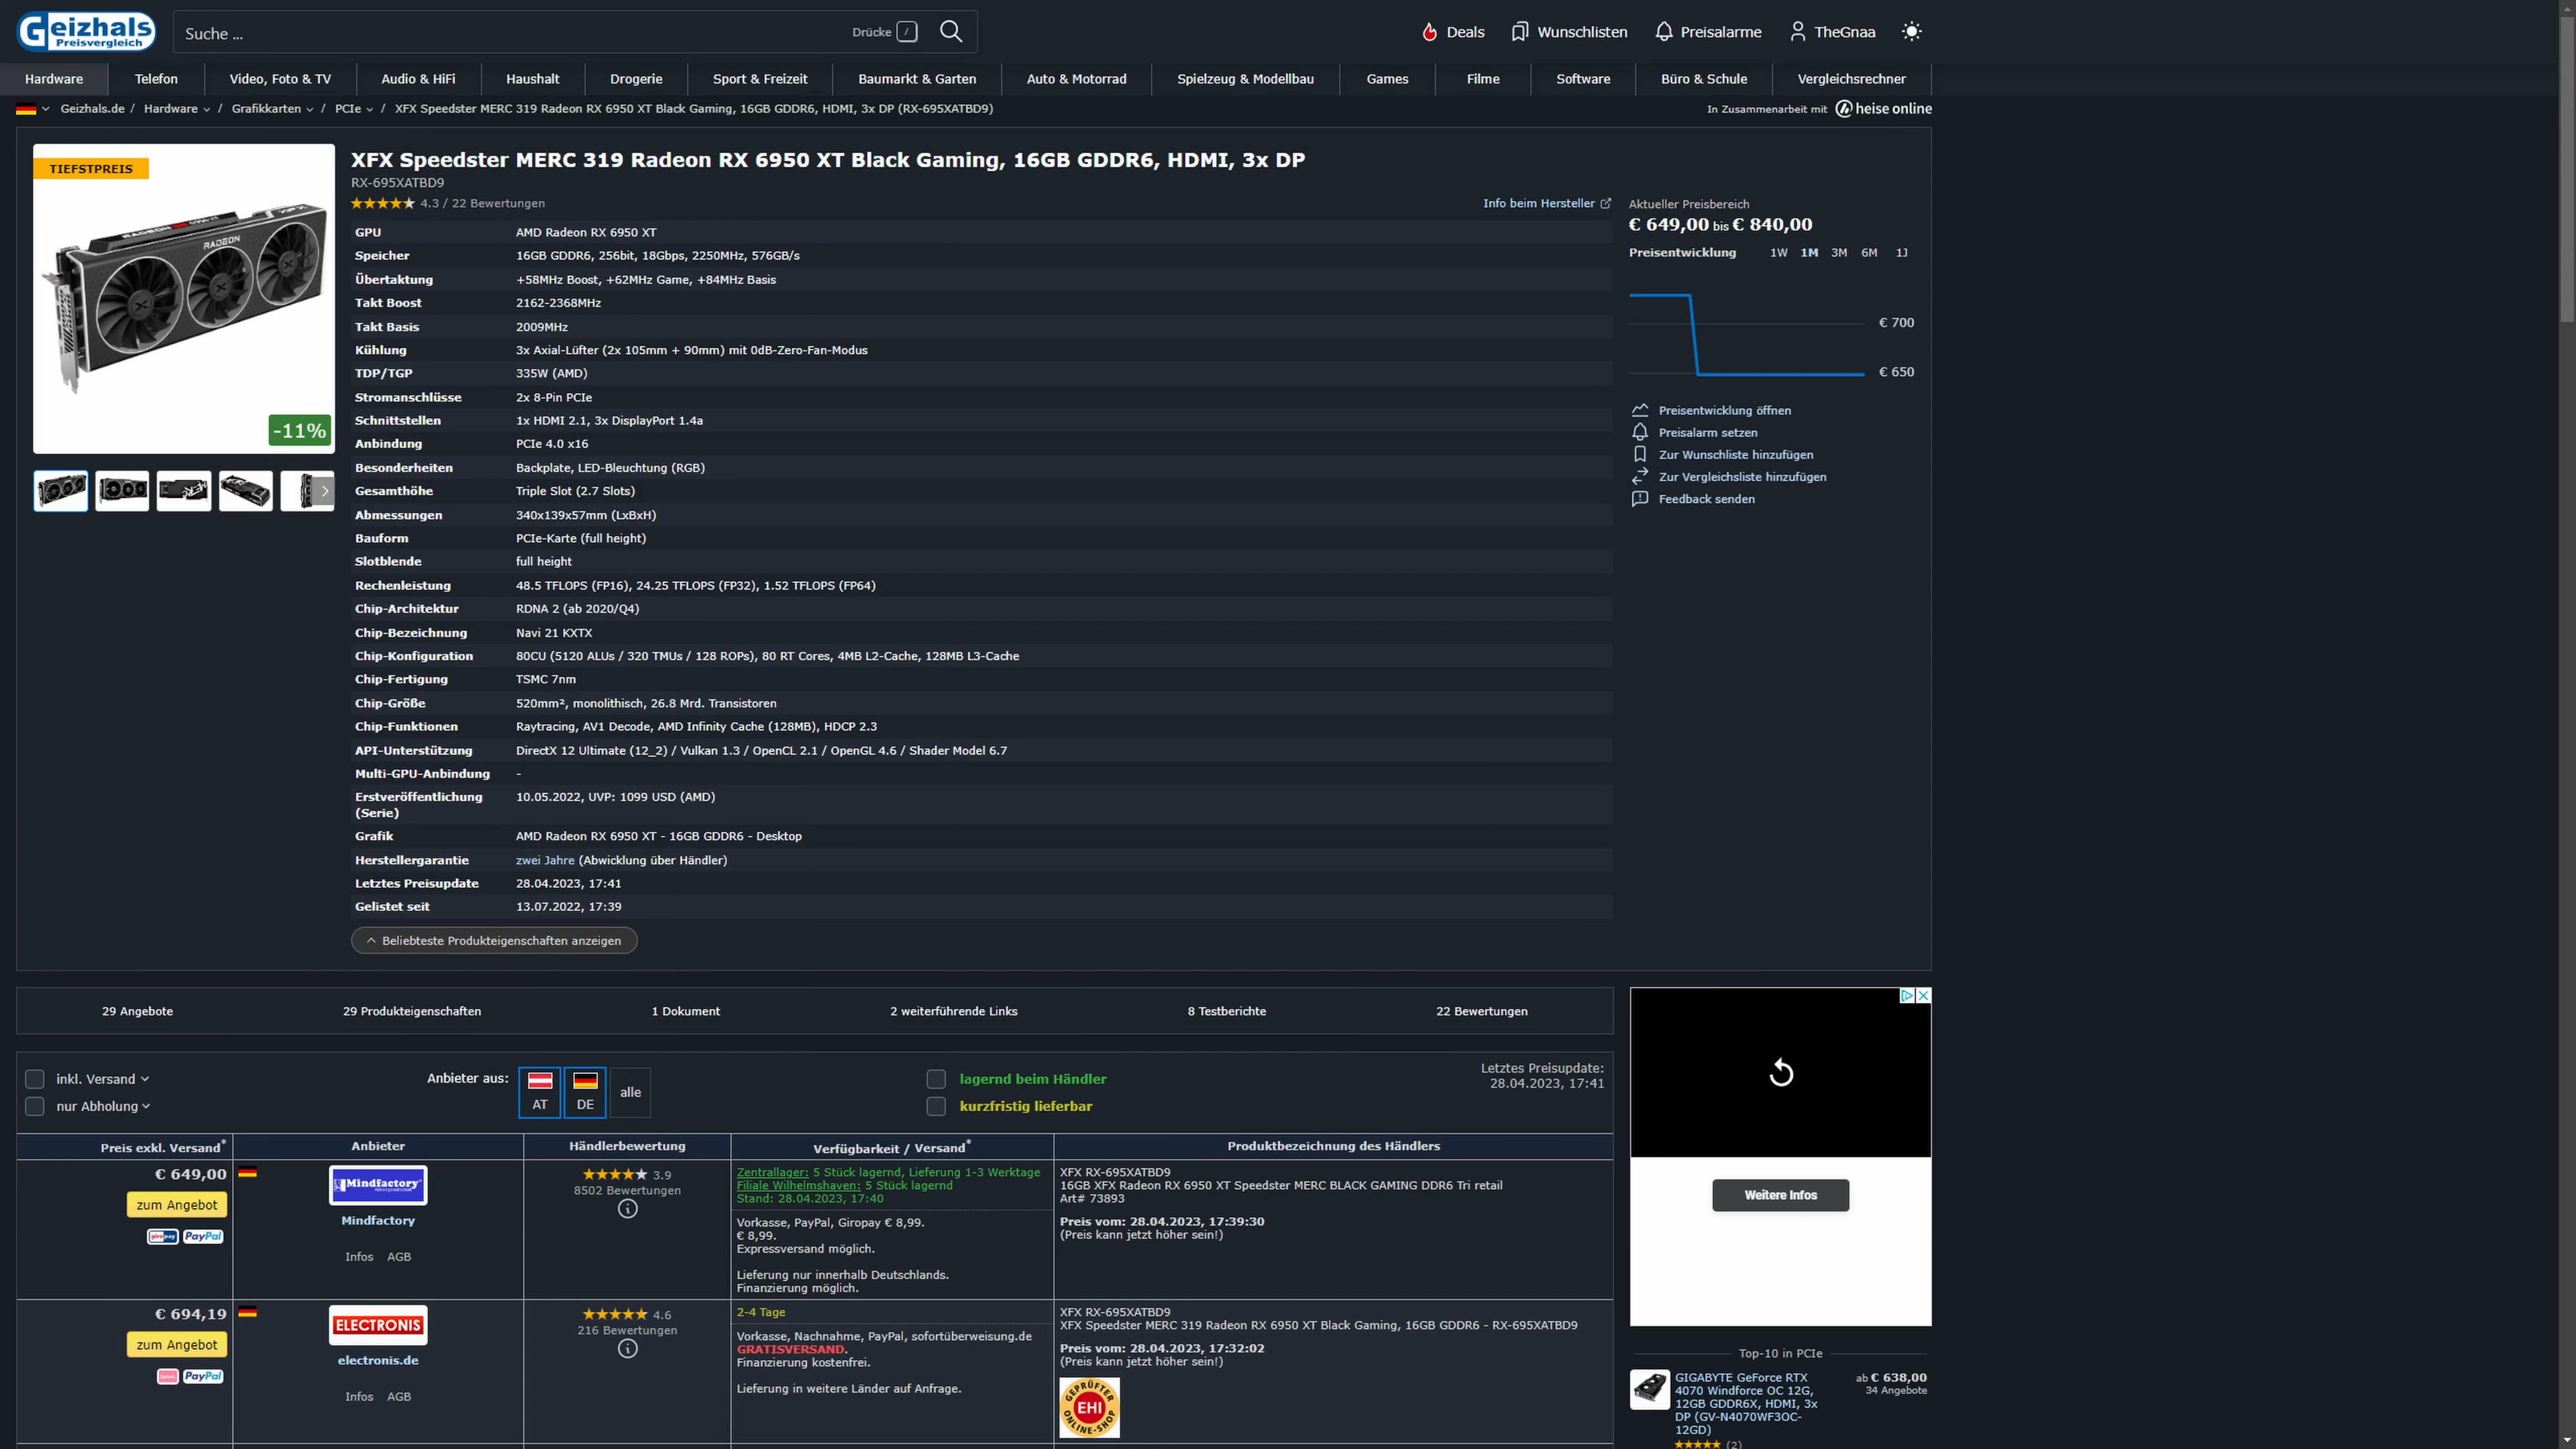 Geizhals
Preisvergleich
Suche ...
Drücke /
Deals
Wunschlisten
Preisalarme
TheGnaa
Hardware
Telefon
Video, Foto & TV
Audio & HiFi
Haushalt
Drogerie
Sport & Freizeit
Baumarkt & Garten
Auto & Motorrad
Spielzeug & Modellbau
Games
Filme
Software
Büro & Schule
Vergleichsrechner
Geizhals.de / Hardware / Grafikkarten / PCIe / XFX Speedster MERC 319 Radeon RX 6950 XT Black Gaming, 16GB GDDR6, HDMI, 3x DP (RX-695XATBD9)
In Zusammenarbeit mit heise online
TIEFSTPREIS
RADEON
-11%
XFX Speedster MERC 319 Radeon RX 6950 XT Black Gaming, 16GB GDDR6, HDMI, 3x DP
RX-695XATBD9
4.3 / 22 Bewertungen
Info beim Hersteller
GPU AMD Radeon RX 6950 XT
Speicher 16GB GDDR6, 256bit, 18Gbps, 2250MHz, 576GB/s
Übertaktung +58MHz Boost, +62MHz Game, +84MHz Basis
Takt Boost 2162-2368MHz
Takt Basis 2009MHz
Kühlung 3x Axial-Lüfter (2x 105mm + 90mm) mit 0dB-Zero-Fan-Modus
TDP/TGP 335W (AMD)
Stromanschlüsse 2x 8-Pin PCIe
Schnittstellen 1x HDMI 2.1, 3x DisplayPort 1.4a
Anbindung PCIe 4.0 x16
Besonderheiten Backplate, LED-Bleuchtung (RGB)
Gesamthöhe Triple Slot (2.7 Slots)
Abmessungen 340x139x57mm (LxBxH)
Bauform PCIe-Karte (full height)
Slotblende full height
Rechenleistung 48.5 TFLOPS (FP16), 24.25 TFLOPS (FP32), 1.52 TFLOPS (FP64)
Chip-Architektur RDNA 2 (ab 2020/Q4)
Chip-Bezeichnung Navi 21 KXTX
Chip-Konfiguration 80CU (5120 ALUs / 320 TMUs / 128 ROPs), 80 RT Cores, 4MB L2-Cache, 128MB L3-Cache
Chip-Fertigung TSMC 7nm
Chip-Größe 520mm², monolithisch, 26.8 Mrd. Transistoren
Chip-Funktionen Raytracing, AV1 Decode, AMD Infinity Cache (128MB), HDCP 2.3
API-Unterstützung DirectX 12 Ultimate (12_2) / Vulkan 1.3 / OpenCL 2.1 / OpenGL 4.6 / Shader Model 6.7
Multi-GPU-Anbindung -
Erstveröffentlichung 10.05.2022, UVP: 1099 USD (AMD)
(Serie)
Grafik AMD Radeon RX 6950 XT - 16GB GDDR6 - Desktop
Herstellergarantie zwei Jahre (Abwicklung über Händler)
Letztes Preisupdate 28.04.2023, 17:41
Gelistet seit 13.07.2022, 17:39
Beliebteste Produkteigenschaften anzeigen
Aktueller Preisbereich
€ 649,00 bis € 840,00
Preisentwicklung 1W 1M 3M 6M 1J
€ 700
€ 650
Preisentwicklung öffnen
Preisalarm setzen
Zur Wunschliste hinzufügen
Zur Vergleichsliste hinzufügen
Feedback senden
29 Angebote
29 Produkteigenschaften
1 Dokument
2 weiterführende Links
8 Testberichte
22 Bewertungen
inkl. Versand
nur Abholung
Anbieter aus:
AT
DE
alle
lagernd beim Händler
kurzfristig lieferbar
Letztes Preisupdate:
28.04.2023, 17:41
Preis exkl. Versand*
Anbieter
Händlerbewertung
Verfügbarkeit / Versand*
Produktbezeichnung des Händlers
€ 649,00
zum Angebot
giropay PayPal
Mindfactory
Mindfactory
Infos AGB
3.9
8502 Bewertungen
Zentrallager: 5 Stück lagernd, Lieferung 1-3 Werktage
Filiale Wilhelmshaven: 5 Stück lagernd
Stand: 28.04.2023, 17:40
Vorkasse, PayPal, Giropay € 8,99.
€ 8,99.
Expressversand möglich.
Lieferung nur innerhalb Deutschlands.
Finanzierung möglich.
XFX RX-695XATBD9
16GB XFX Radeon RX 6950 XT Speedster MERC BLACK GAMING DDR6 Tri retail
Art# 73893
Preis vom: 28.04.2023, 17:39:30
(Preis kann jetzt höher sein!)
€ 694,19
zum Angebot
PayPal
ELECTRONIS
electronis.de
Infos AGB
4.6
216 Bewertungen
2-4 Tage
Vorkasse, Nachnahme, PayPal, sofortüberweisung.de
GRATISVERSAND.
Finanzierung kostenfrei.
Lieferung in weitere Länder auf Anfrage.
XFX RX-695XATBD9
XFX Speedster MERC 319 Radeon RX 6950 XT Black Gaming, 16GB GDDR6 - RX-695XATBD9
Preis vom: 28.04.2023, 17:32:02
(Preis kann jetzt höher sein!)
GEPRÜFTER
EHI
ONLINE-SHOP
Weitere Infos
Top-10 in PCIe
GIGABYTE GeForce RTX
4070 Windforce OC 12G,
12GB GDDR6X, HDMI, 3x
DP (GV-N4070WF3OC-
12GD)
(2)
ab € 638,00
34 Angebote